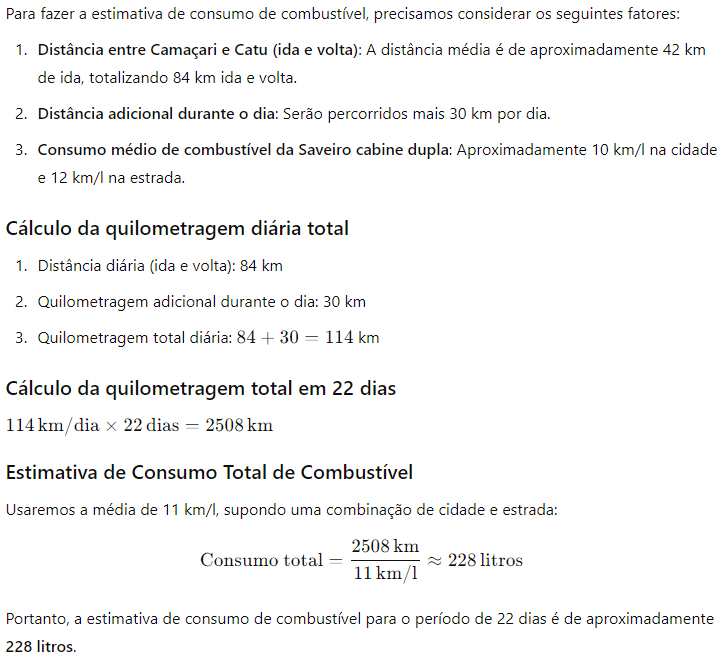 Para fazer a estimativa de consumo de combustível, precisamos considerar os seguintes fatores:
1. Distância entre Camaçari e Catu (ida e volta): A distância média é de aproximadamente 42 km
de ida, totalizando 84 km ida e volta.
2. Distância adicional durante o dia: Serão percorridos mais 30 km por dia.
3. Consumo médio de combustível da Saveiro cabine dupla: Aproximadamente 10 km/l na cidade
e 12 km/l na estrada.
Cálculo da quilometragem diária total
1. Distância diária (ida e volta): 84 km
2. Quilometragem adicional durante o dia: 30 km
3. Quilometragem total diária: 84 + 30 = 114 km
Cálculo da quilometragem total em 22 dias
114 km/dia × 22 dias = 2508 km
Estimativa de Consumo Total de Combustível
Usaremos a média de 11 km/l, supondo uma combinação de cidade e estrada:
Consumo total = 2508 km / 11 km/l ≈ 228 litros
Portanto, a estimativa de consumo de combustível para o período de 22 dias é de aproximadamente
228 litros.